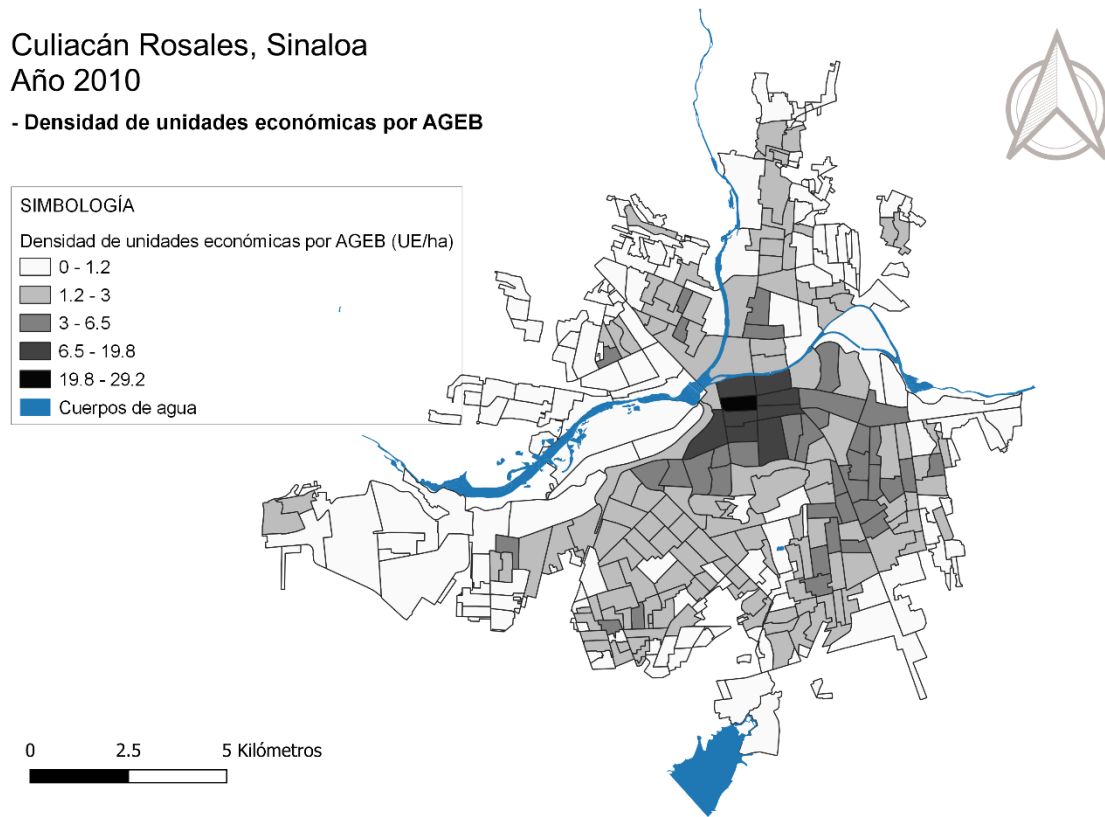 Culiacán Rosales, Sinaloa
Año 2010
- Densidad de unidades económicas por AGEB
SIMBOLOGÍA
Densidad de unidades económicas por AGEB (UE/ha)
0 - 1.2
1.2 - 3
3 - 6.5
6.5 - 19.8
19.8 - 29.2
Cuerpos de agua
0 2.5 5 Kilómetros